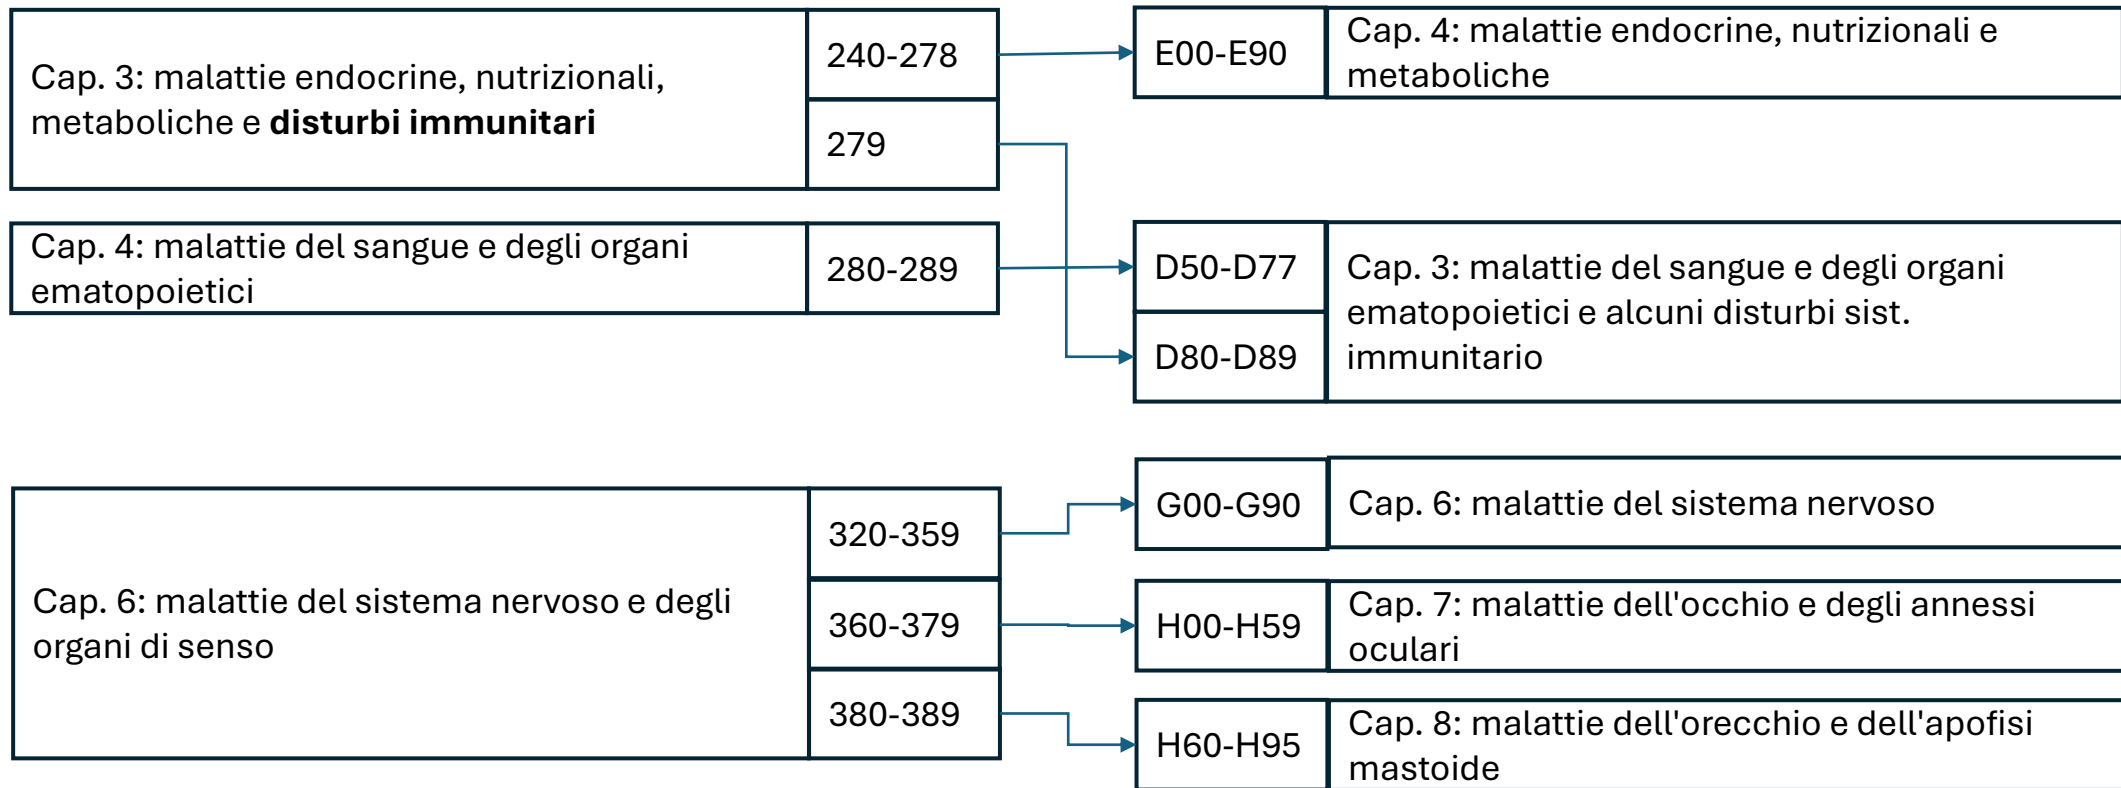 Cap. 3: malattie endocrine, nutrizionali,
metaboliche e disturbi immunitari
240-278
279
E00-E90
Cap. 4: malattie endocrine, nutrizionali e
metaboliche
Cap. 4: malattie del sangue e degli organi
ematopoietici
280-289
D50-D77
D80-D89
Cap. 3: malattie del sangue e degli organi
ematopoietici e alcuni disturbi sist.
immunitario
Cap. 6: malattie del sistema nervoso e degli
organi di senso
320-359
360-379
380-389
G00-G90
Cap. 6: malattie del sistema nervoso
H00-H59
Cap. 7: malattie dell'occhio e degli annessi
oculari
H60-H95
Cap. 8: malattie dell'orecchio e dell'apofisi
mastoide